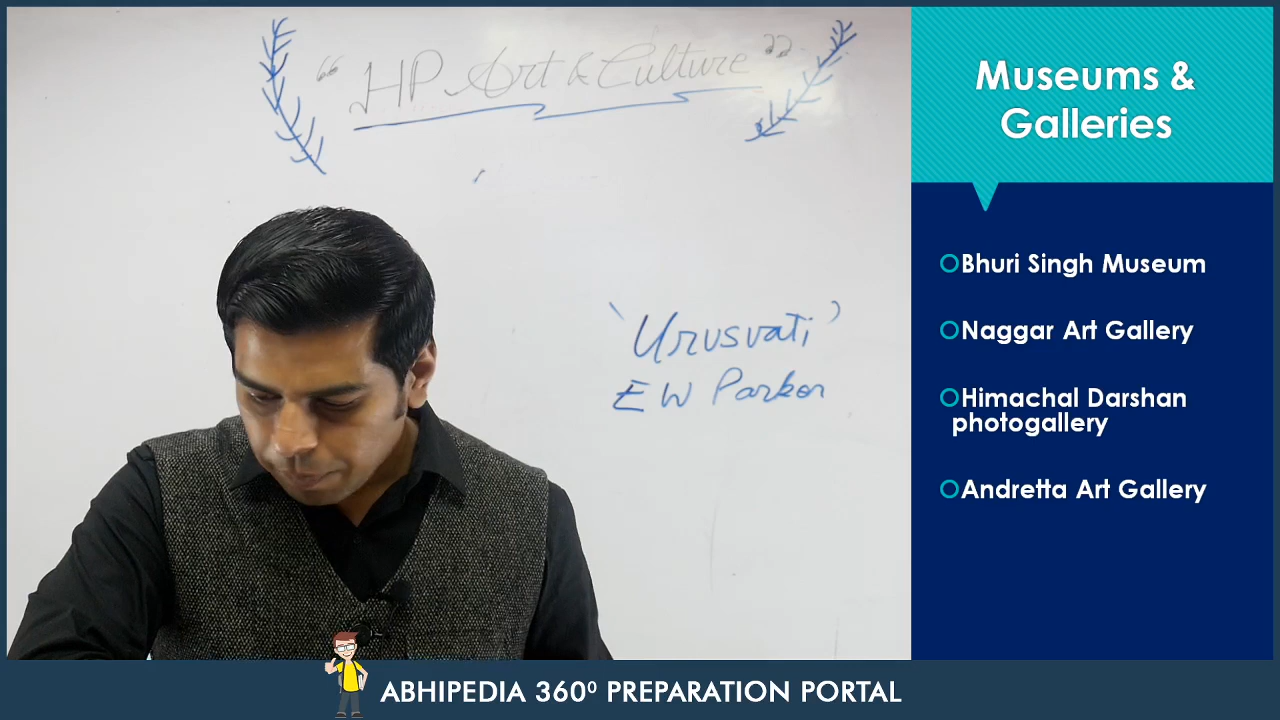 “HP Art & Culture”
‘Urusvati’
E W Parker
Museums &
Galleries
Bhuri Singh Museum
Naggar Art Gallery
Himachal Darshan
photogallery
Andretta Art Gallery
ABHIPEDIA 360⁰ PREPARATION PORTAL